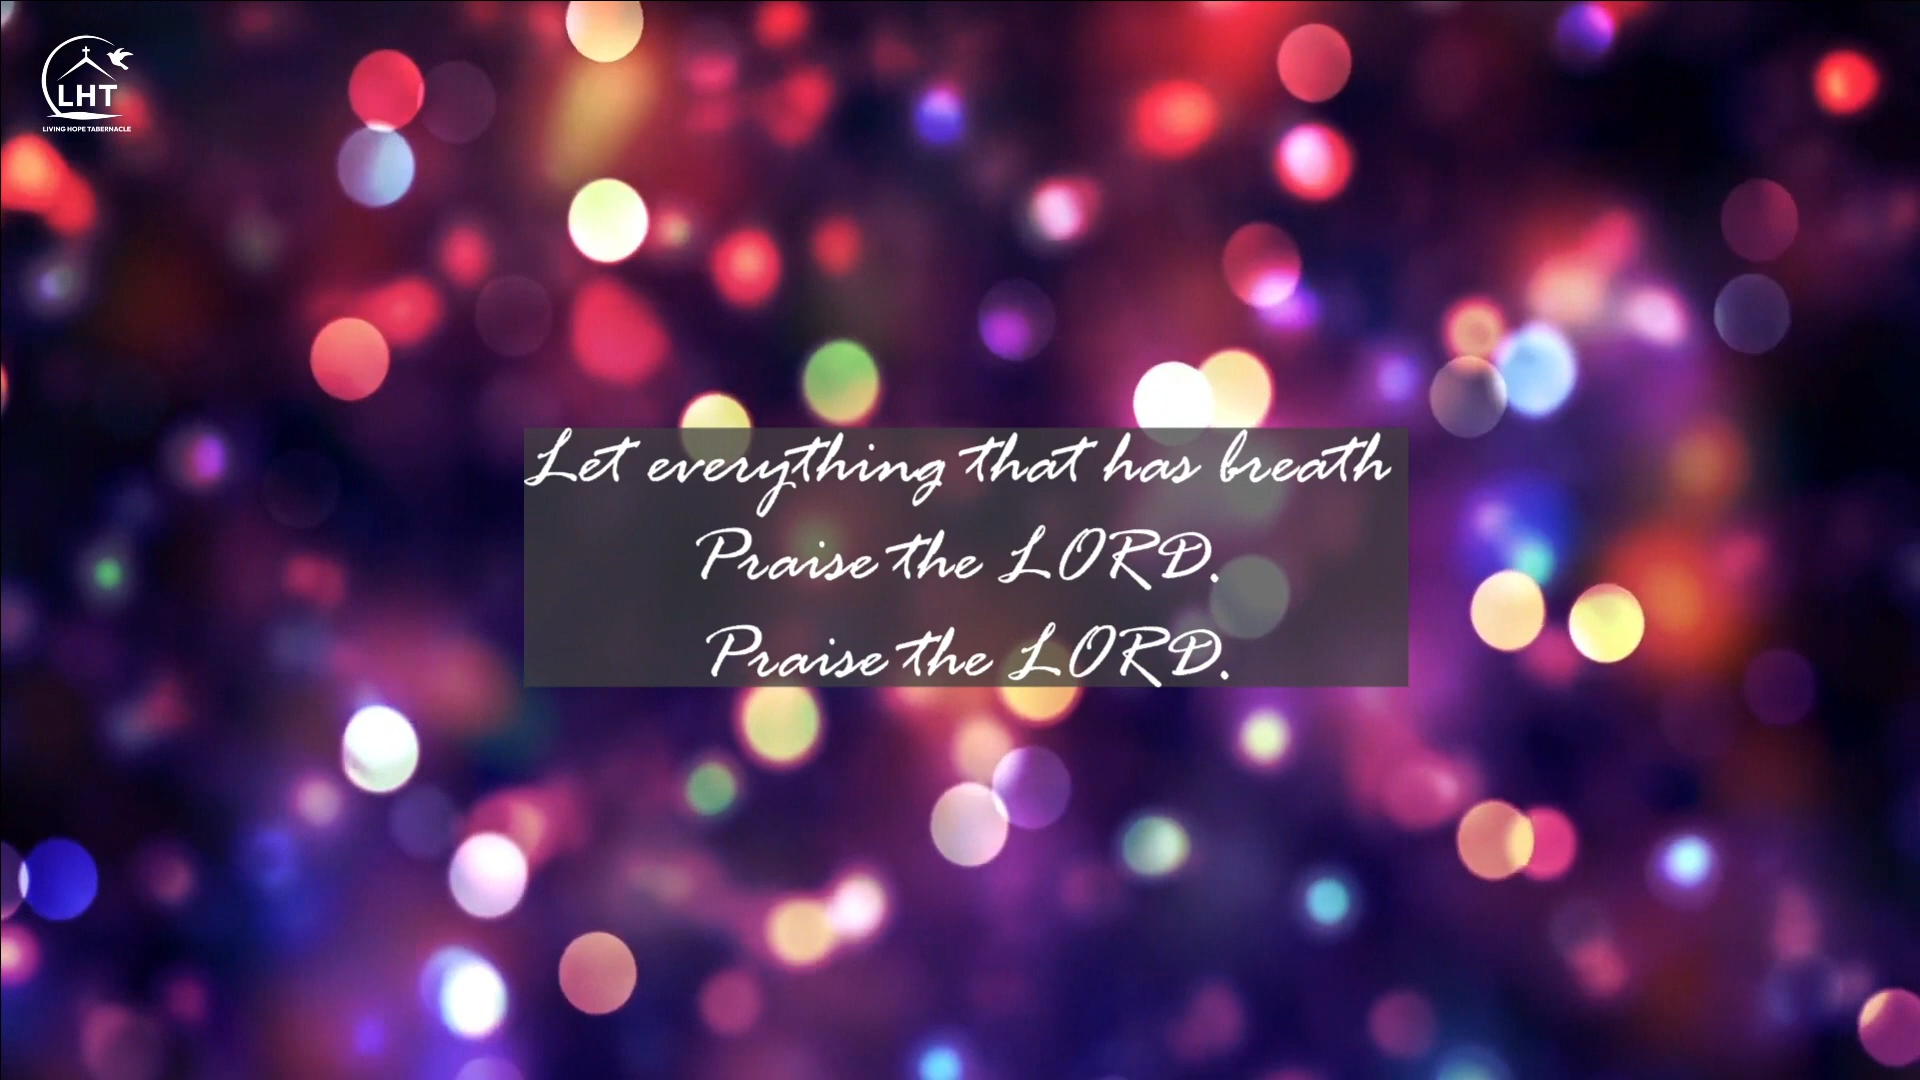 LHT
LIVING HOPE TABERNACLE
Let everything that has breath
Praise the LORD.
Praise the LORD.